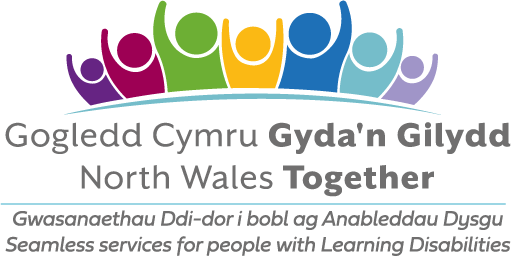 Gogledd Cymru Gyda'n Gilydd
North Wales Together
Gwasanaethau Ddi-dor i bobl ag Anableddau Dysgu
Seamless services for people with Learning Disabilities